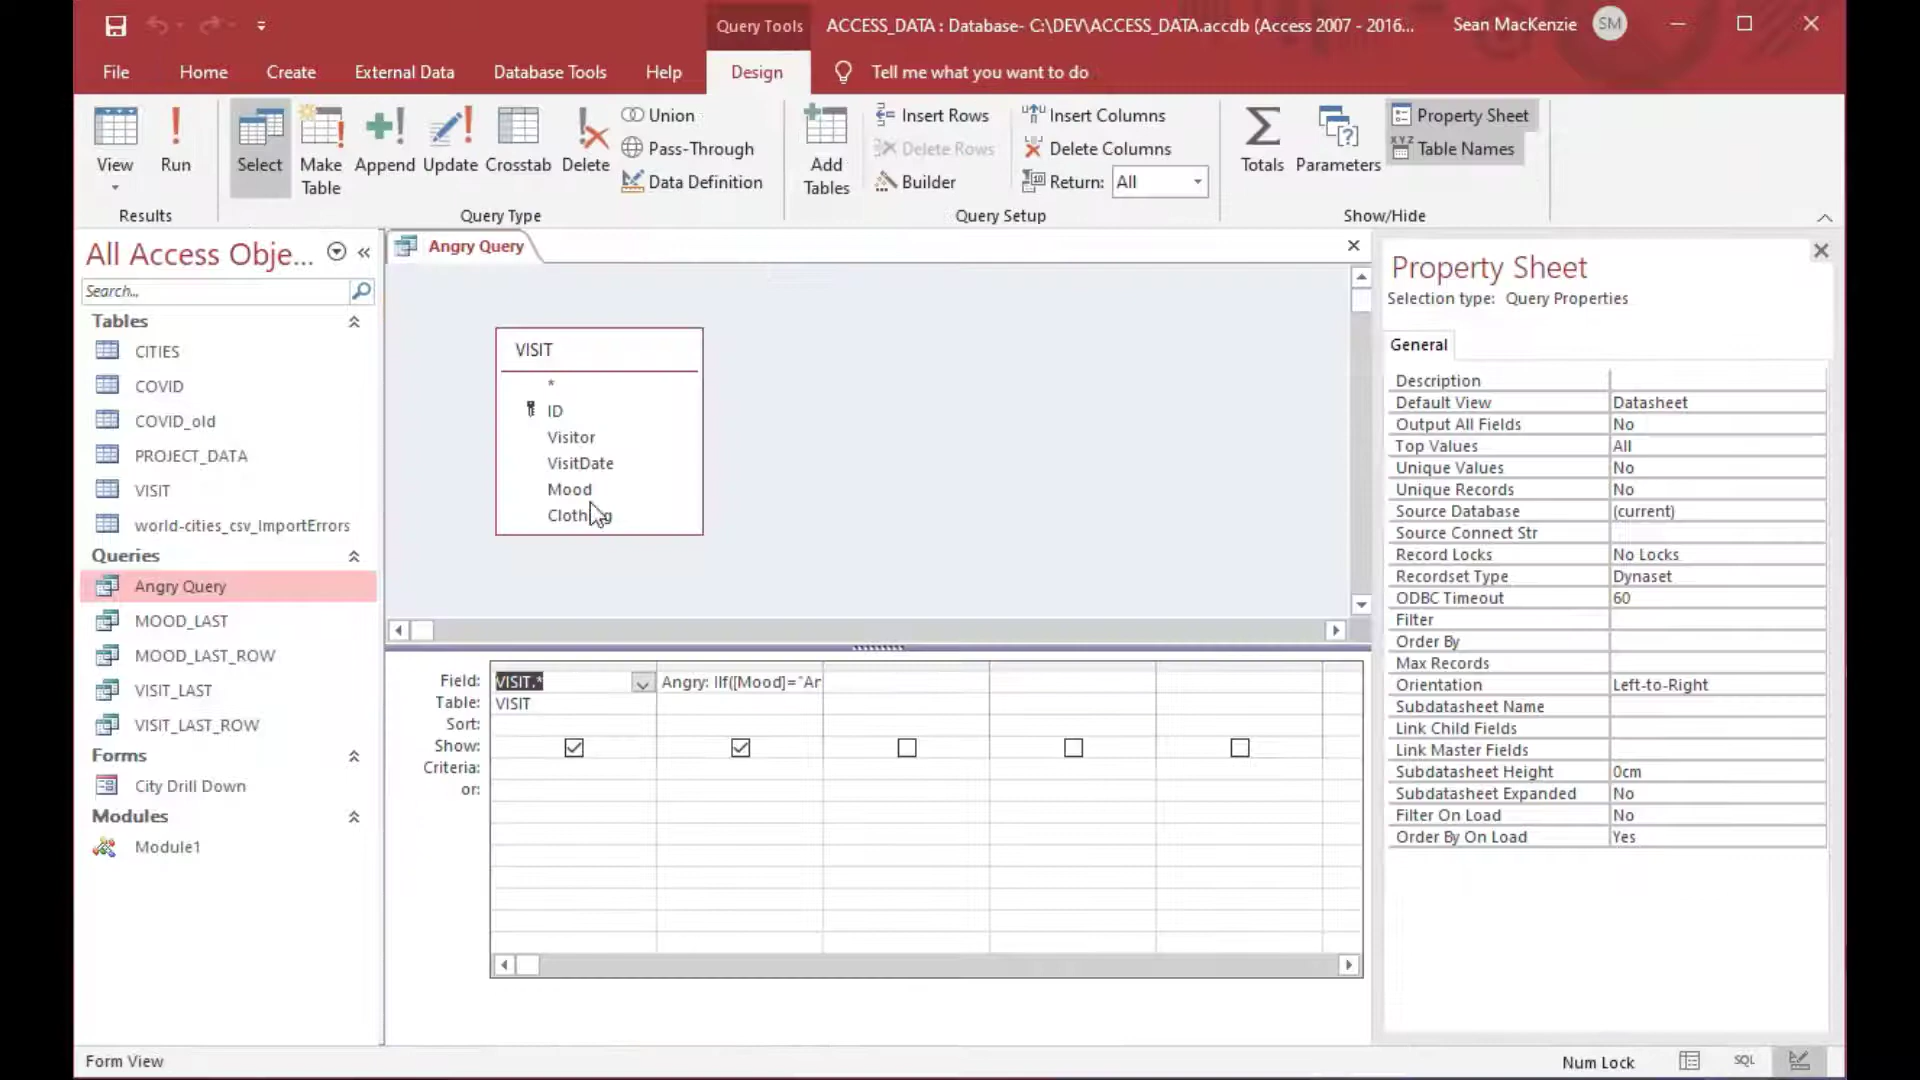 Query Tools
ACCESS_DATA : Database- C:\DEV\ACCESS_DATA.accdb (Access 2007 - 2016...
Sean MacKenzie
SM
File
Home
Create
External Data
Database Tools
Help
Design
Tell me what you want to do
View
Run
Select
Make Table
Append
Update
Crosstab
Delete
Union
Pass-Through
Data Definition
Add Tables
Insert Rows
Delete Rows
Builder
Insert Columns
Delete Columns
Return: All
Totals
Parameters
Property Sheet
Table Names
Results
Query Type
Query Setup
Show/Hide
All Access Obje...
Search..
Tables
CITIES
COVID
COVID_old
PROJECT_DATA
VISIT
world-cities_csv_ImportErrors
Queries
Angry Query
MOOD_LAST
MOOD_LAST_ROW
VISIT_LAST
VISIT_LAST_ROW
Forms
City Drill Down
Modules
Module1
Angry Query
VISIT
*
ID
Visitor
VisitDate
Mood
Clothing
Field: VISIT.* Angry: IIf([Mood]="An
Table: VISIT
Sort:
Show:
Criteria:
or:
Property Sheet
Selection type: Query Properties
General
Description
Default View Datasheet
Output All Fields No
Top Values All
Unique Values No
Unique Records No
Source Database (current)
Source Connect Str
Record Locks No Locks
Recordset Type Dynaset
ODBC Timeout 60
Filter
Order By
Max Records
Orientation Left-to-Right
Subdatasheet Name
Link Child Fields
Link Master Fields
Subdatasheet Height 0cm
Subdatasheet Expanded No
Filter On Load No
Order By On Load Yes
Form View
Num Lock
SQL